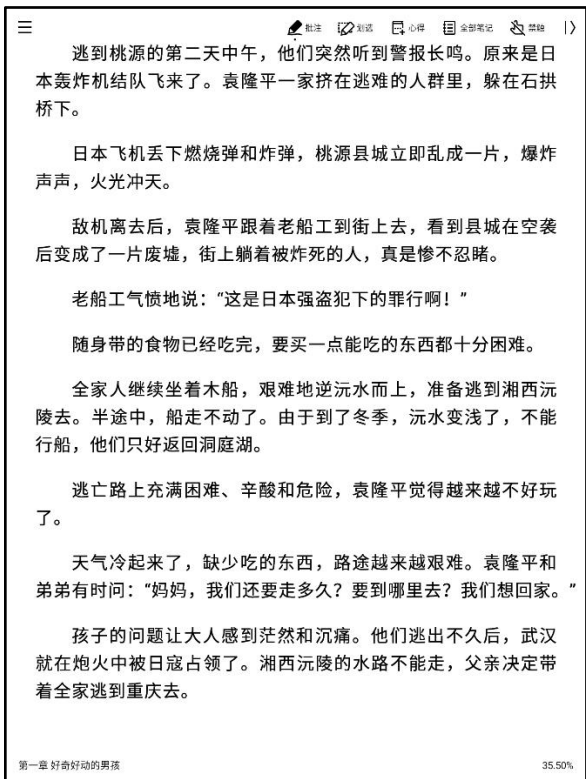 批注 划选 心得 全部笔记 禁触
逃到桃源的第二天中午，他们突然听到警报长鸣。原来是日
本轰炸机结队飞来了。袁隆平一家挤在逃难的人群里，躲在石拱
桥下。
日本飞机丢下燃烧弹和炸弹，桃源县城立即乱成一片，爆炸
声声，火光冲天。
敌机离去后，袁隆平跟着老船工到街上去，看到县城在空袭
后变成了一片废墟，街上躺着被炸死的人，真是惨不忍睹。
老船工气愤地说：“这是日本强盗犯下的罪行啊！”
随身带的食物已经吃完，要买一点能吃的东西都十分困难。
全家人继续坐着木船，艰难地逆沅水而上，准备逃到湘西沅
陵去。半途中，船走不动了。由于到了冬季，沅水变浅了，不能
行船，他们只好返回洞庭湖。
逃亡路上充满困难、辛酸和危险，袁隆平觉得越来越不好玩
了。
天气冷起来了，缺少吃的东西，路途越来越艰难。袁隆平和
弟弟有时问：“妈妈，我们还要走多久？要到哪里去？我们想回家。”
孩子的问题让大人感到茫然和沉痛。他们逃出不久后，武汉
就在炮火中被日寇占领了。湘西沅陵的水路不能走，父亲决定带
着全家逃到重庆去。
第一章 好奇好动的男孩 35.50%